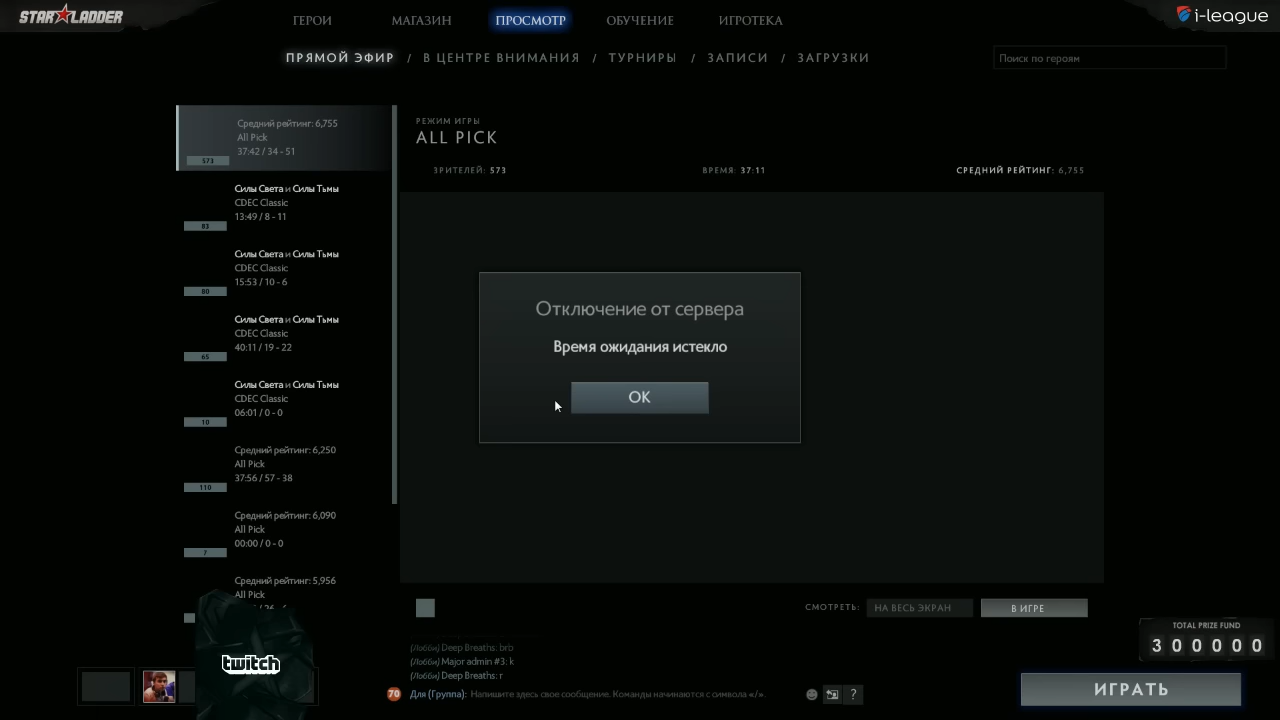 STAR LADDER
ГЕРОИ
МАГАЗИН
ПРОСМОТР
ОБУЧЕНИЕ
ИГРОТЕКА
i-league
ПРЯМОЙ ЭФИР / В ЦЕНТРЕ ВНИМАНИЯ / ТУРНИРЫ / ЗАПИСИ / ЗАГРУЗКИ
Поиск по героям
Средний рейтинг: 6,755
All Pick
37:42 / 34 - 51
573
Силы Света и Силы Тьмы
CDEC Classic
13:49 / 8 - 11
83
Силы Света и Силы Тьмы
CDEC Classic
15:53 / 10 - 6
80
Силы Света и Силы Тьмы
CDEC Classic
40:11 / 19 - 22
65
Силы Света и Силы Тьмы
CDEC Classic
06:01 / 0 - 0
10
Средний рейтинг: 6,250
All Pick
37:56 / 57 - 38
110
Средний рейтинг: 6,090
All Pick
00:00 / 0 - 0
7
Средний рейтинг: 5,956
All Pick
РЕЖИМ ИГРЫ
ALL PICK
ЗРИТЕЛЕЙ: 573
ВРЕМЯ: 37:11
СРЕДНИЙ РЕЙТИНГ: 6,755
Отключение от сервера
Время ожидания истекло
OK
СМОТРЕТЬ:
НА ВЕСЬ ЭКРАН
В ИГРЕ
(Лобби) Deep Breaths: brb
(Лобби) Major admin #3: k
(Лобби) Deep Breaths: r
70
Для (Группа): Напишите здесь свое сообщение. Команды начинаются с символа «/».
?
twitch
TOTAL PRIZE FUND
300000
ИГРАТЬ